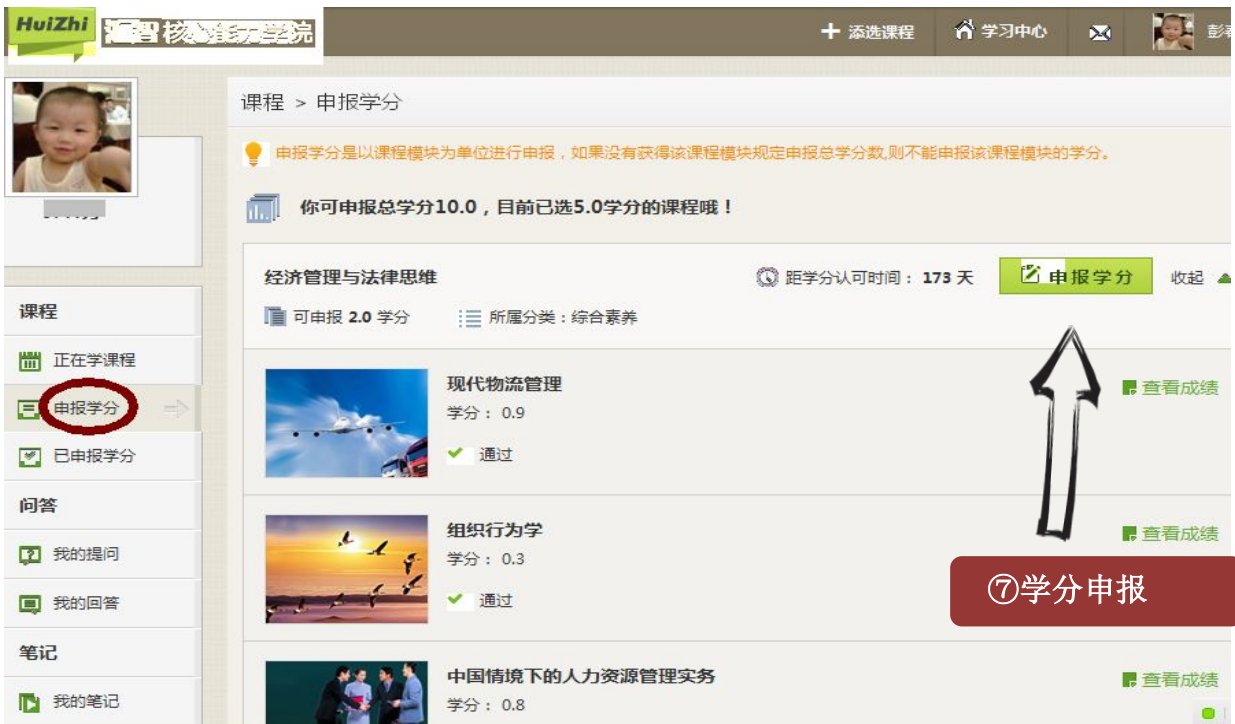 HuiZhi
添选课程
学习中心
课程 > 申报学分
申报学分是以课程模块为单位进行申报，如果没有获得该课程模块规定申报总学分数,则不能申报该课程模块的学分。
你可申报总学分10.0，目前已选5.0学分的课程哦！
经济管理与法律思维
距学分认可时间： 173 天
申报学分
收起
可申报 2.0 学分
所属分类：综合素养
课程
正在学课程
申报学分
已申报学分
问答
我的提问
我的回答
笔记
我的笔记
现代物流管理
学分： 0.9
通过
查看成绩
组织行为学
学分： 0.3
通过
查看成绩
⑦学分申报
中国情境下的人力资源管理实务
学分： 0.8
查看成绩